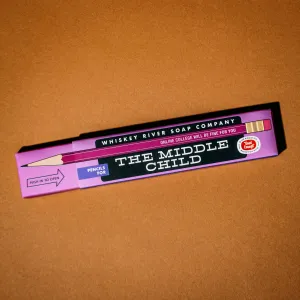 WHISKEY RIVER SOAP COMPANY
ONLINE COLLEGE WILL BE FINE FOR YOU
PENCILS FOR
THE MIDDLE
CHILD